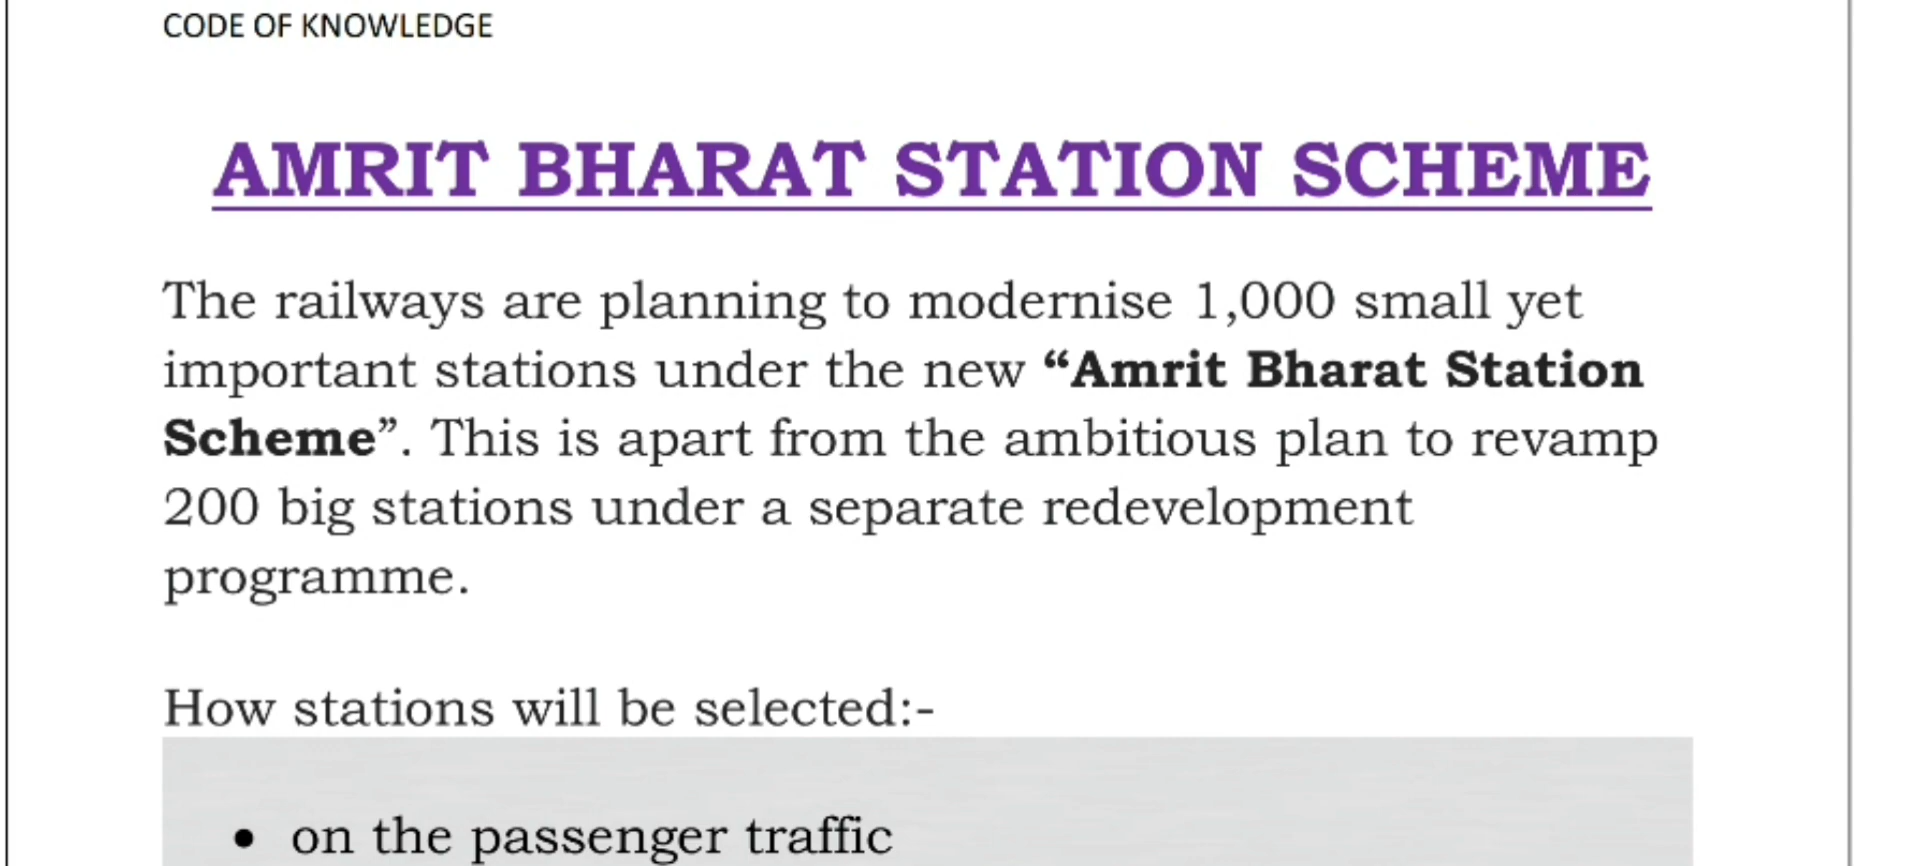 CODE OF KNOWLEDGE
AMRIT BHARAT STATION SCHEME
The railways are planning to modernise 1,000 small yet
important stations under the new “Amrit Bharat Station
Scheme”. This is apart from the ambitious plan to revamp
200 big stations under a separate redevelopment
programme.
How stations will be selected:-
• on the passenger traffic